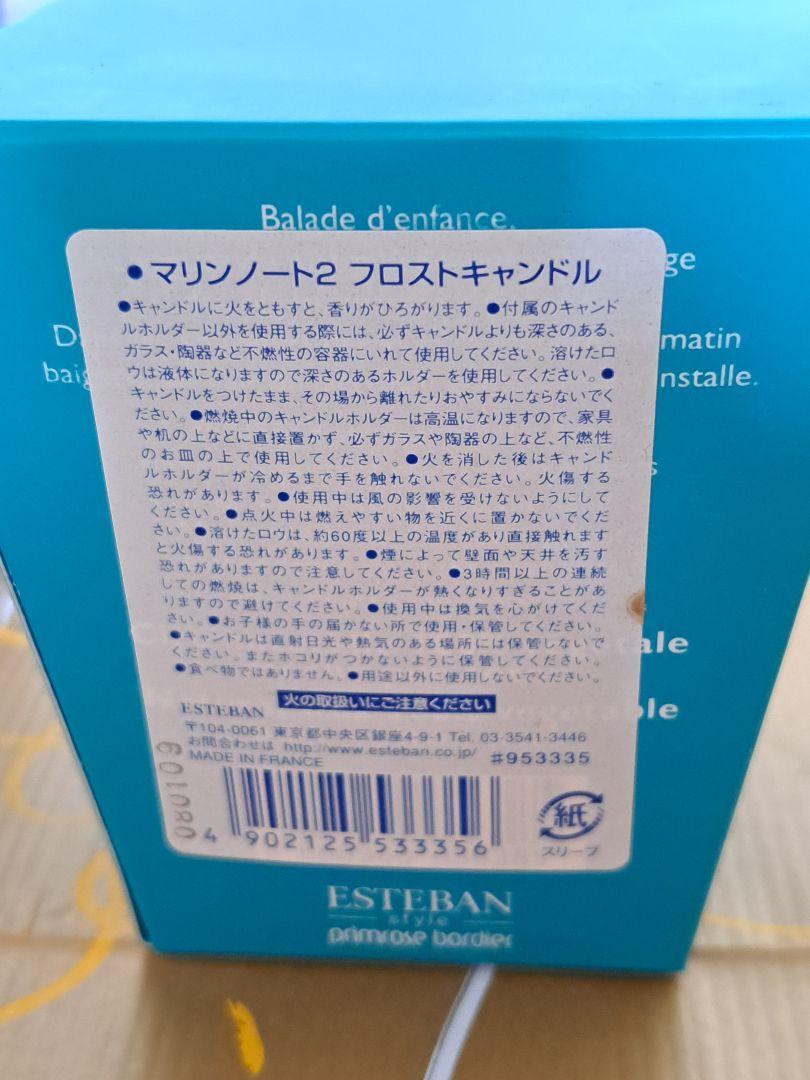 Balade d'enfance.
ge
matin
baig
nstalle.
s
ale
ble
● マリンノート2 フロストキャンドル
●キャンドルに火をともすと、香りがひろがります。●付属のキャンド
ルホルダー以外を使用する際には、必ずキャンドルよりも深さのある、
ガラス・陶器など不燃性の容器にいれて使用してください。溶けたロ
ウは液体になりますので深さのあるホルダーを使用してください。●
キャンドルをつけたまま、その場から離れたりおやすみにならないでく
ださい。●燃焼中のキャンドルホルダーは高温になりますので、家具
や机の上などに直接置かず、必ずガラスや陶器の上など、不燃性
のお皿の上で使用してください。●火を消した後はキャンド
ルホルダーが冷めるまで手を触れないでください。火傷する
恐れがあります。●使用中は風の影響を受けないようにして
ください。●点火中は燃えやすい物を近くに置かないでくだ
さい。●溶けたロウは、約60度以上の温度があり直接触れます
と火傷する恐れがあります。●煙によって壁面や天井を汚す
恐れがありますので注意してください。●3時間以上の連続
しての燃焼は、キャンドルホルダーが熱くなりすぎることがあ
りますので避けてください。●使用中は換気を心がけてくだ
さい。●お子様の手の届かない所で使用・保管してください。
●キャンドルは直射日光や熱気のある場所には保管しないで
ください。またホコリがつかないように保管してください。
●食べ物ではありません。●用途以外に使用しないでください。
火の取扱いにご注意ください
ESTEBAN
〒104-0061 東京都中央区銀座4-9-1 Tel. 03-3541-3446
お問合わせは http://www.esteban.co.jp/
MADE IN FRANCE #953335
0810109
4 902125 533356
紙
スリーブ
ESTEBAN
style
primrose bordier